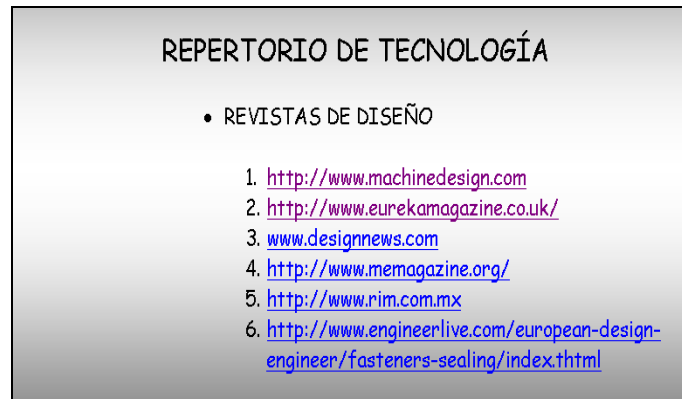 REPERTORIO DE TECNOLOGÍA
• REVISTAS DE DISEÑO
1. http://www.machinedesign.com
2. http://www.eurekamagazine.co.uk/
3. www.designnews.com
4. http://www.memagazine.org/
5. http://www.rim.com.mx
6. http://www.engineerlive.com/european-design-
engineer/fasteners-sealing/index.thtml